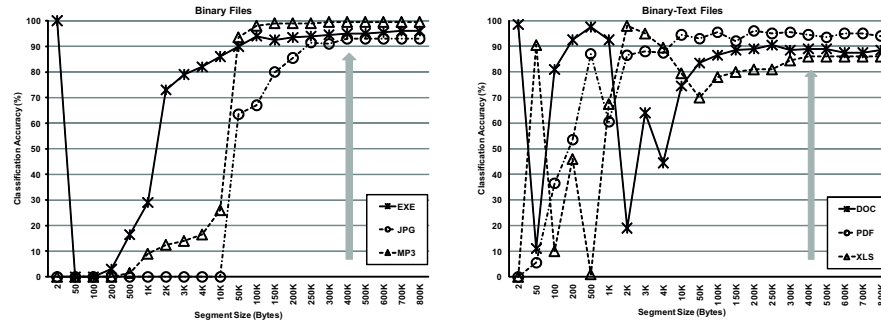 Binary Files
Classification Accuracy (%)
100
90
80
70
60
50
40
30
20
10
0
2
50
100
200
500
1K
2K
3K
4K
10K
50K
100K
150K
200K
250K
300K
400K
500K
600K
700K
800K
Segment Size (Bytes)
EXE
JPG
MP3
Binary-Text Files
Classification Accuracy (%)
100
90
80
70
60
50
40
30
20
10
0
2
50
100
200
500
1K
2K
3K
4K
10K
50K
100K
150K
200K
250K
300K
400K
500K
600K
700K
800K
Segment Size (Bytes)
DOC
PDF
XLS